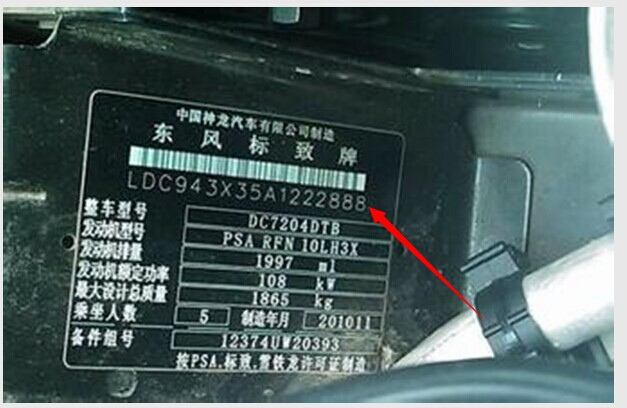 中国神龙汽车有限公司制造
东风标致牌
LDC943X35A1222888
整车型号 DC7204DTB
发动机型号 PSA RFN 10LH3X
发动机排量 1997 ml
发动机额定功率 108 kW
最大设计总质量 1865 kg
乘坐人数 5 制造年月 201011
备件组号 12374UW20393
按PSA.标致.雪铁龙许可证制造